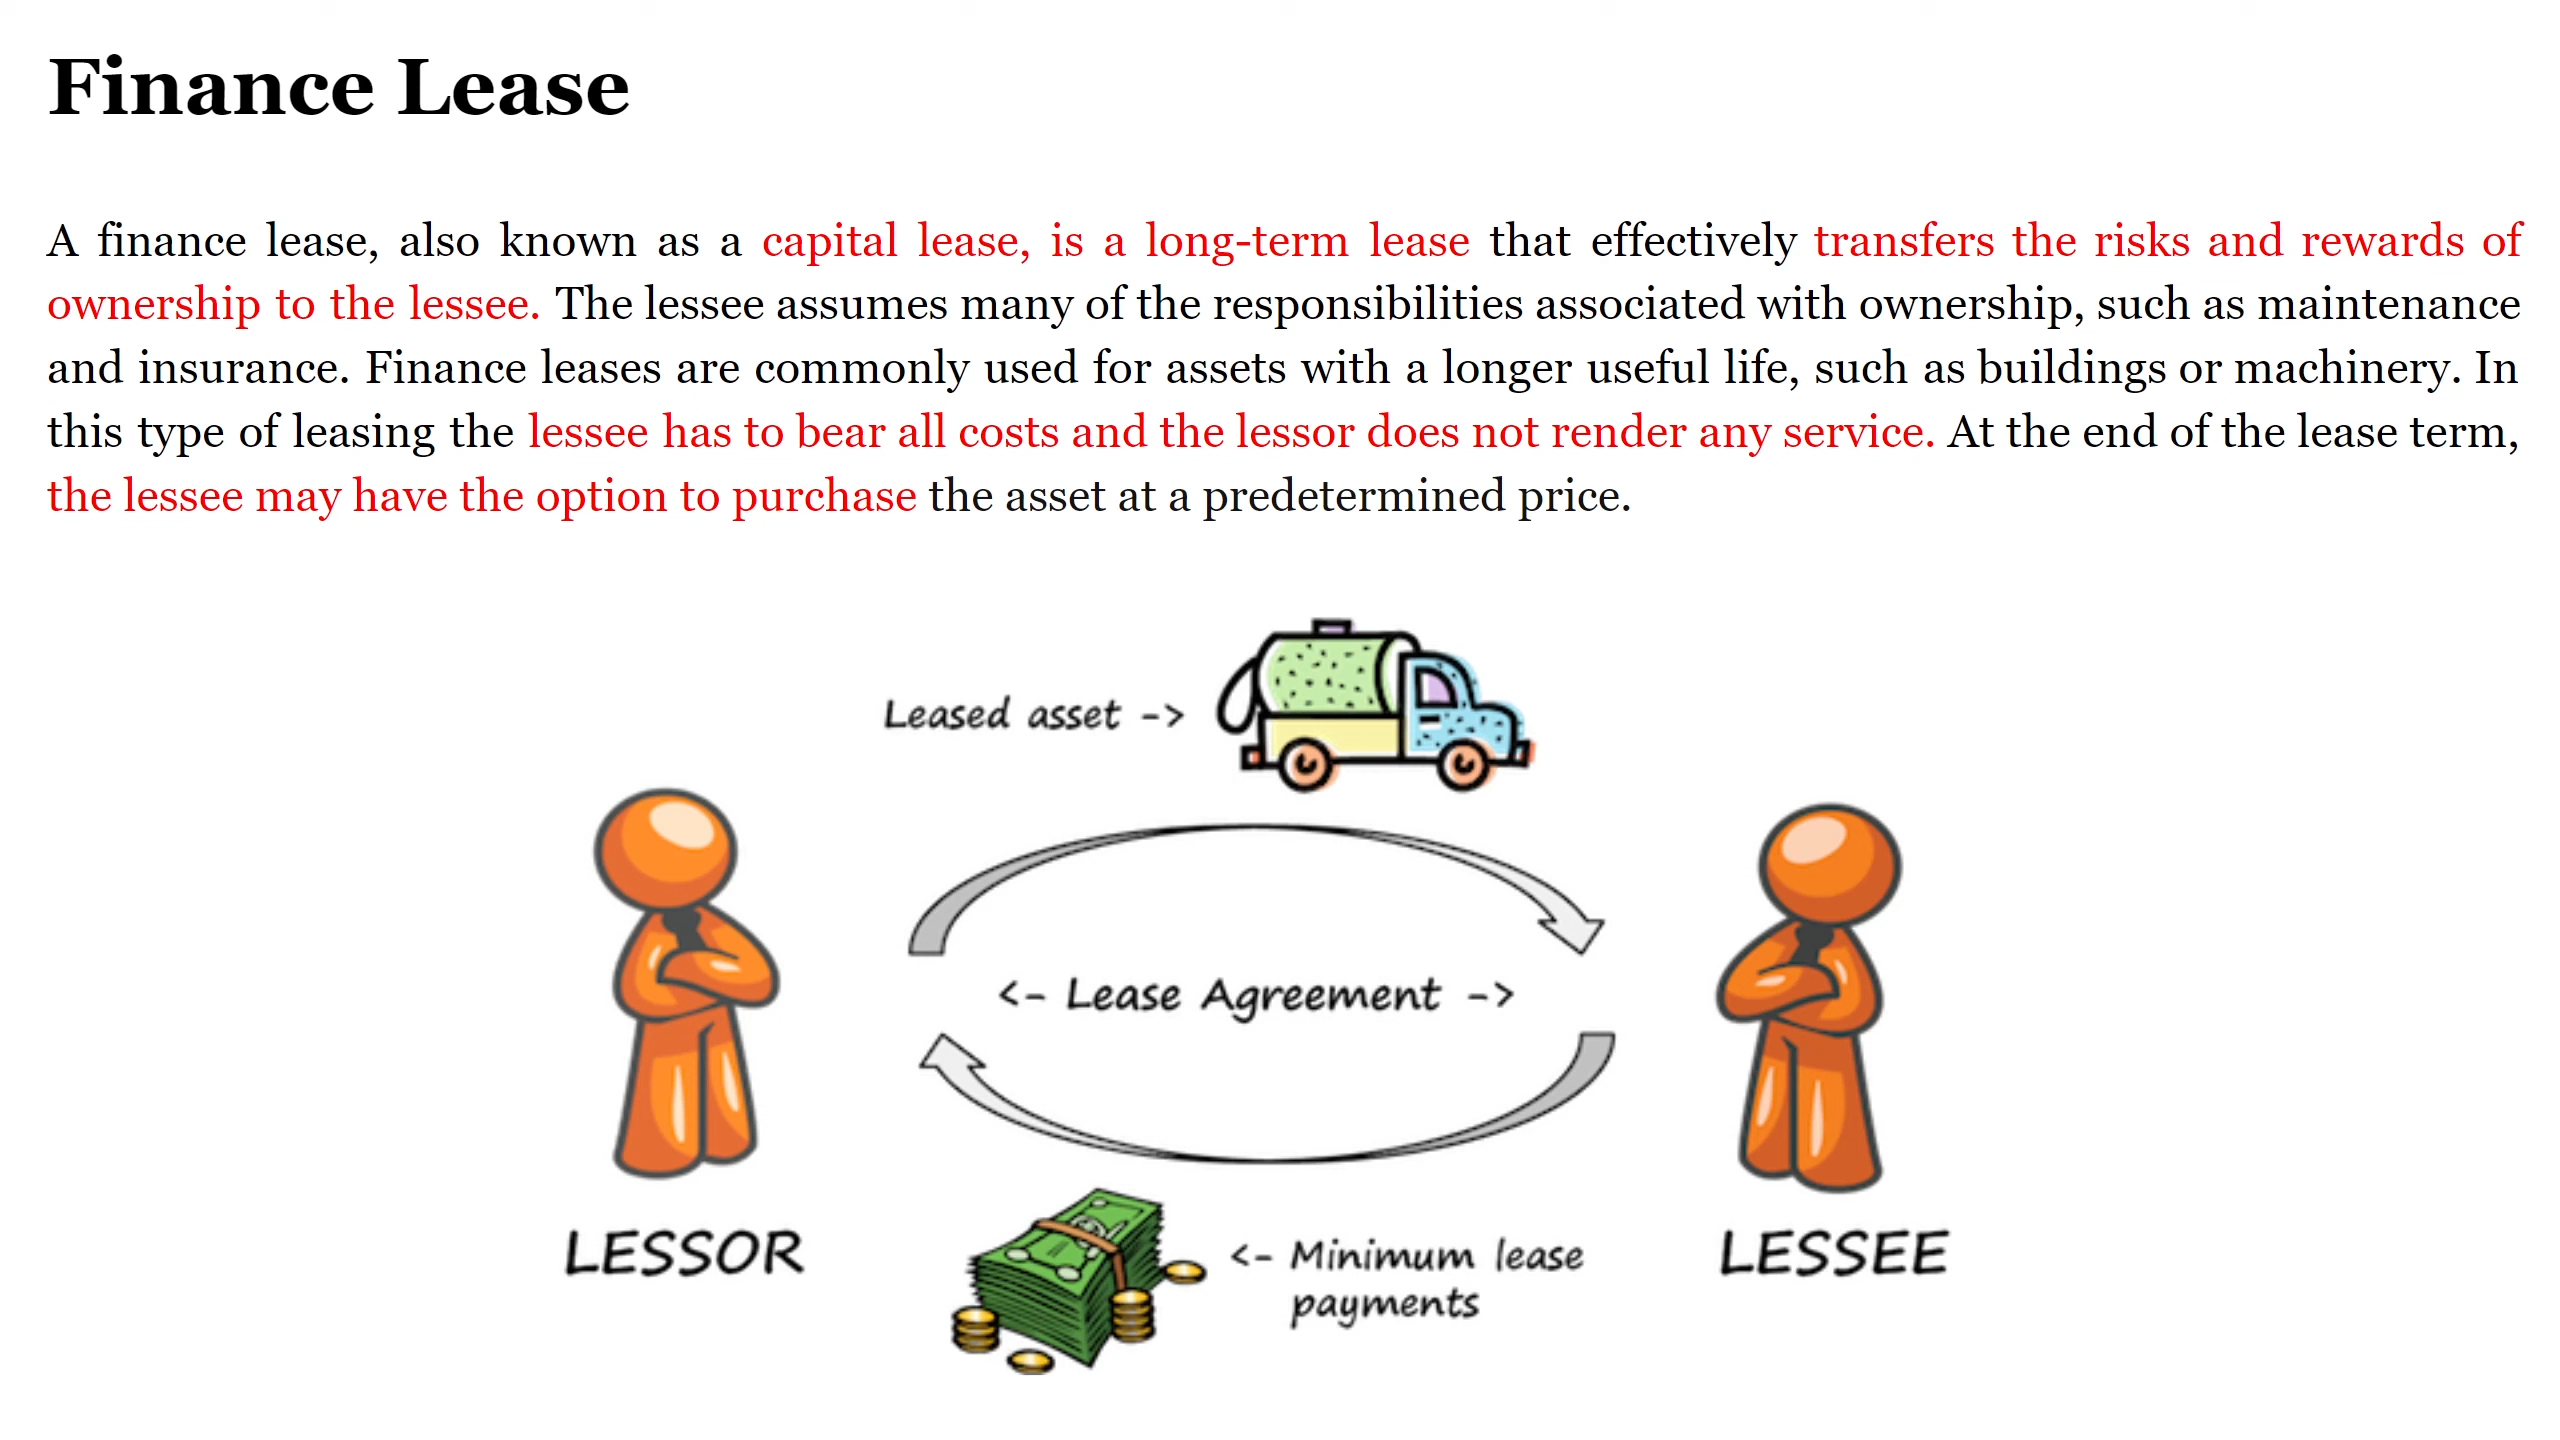 Finance Lease
A finance lease, also known as a capital lease, is a long-term lease that effectively transfers the risks and rewards of
ownership to the lessee. The lessee assumes many of the responsibilities associated with ownership, such as maintenance
and insurance. Finance leases are commonly used for assets with a longer useful life, such as buildings or machinery. In
this type of leasing the lessee has to bear all costs and the lessor does not render any service. At the end of the lease term,
the lessee may have the option to purchase the asset at a predetermined price.
Leased asset ->
<- Lease Agreement ->
LESSOR
<- Minimum lease
payments
LESSEE